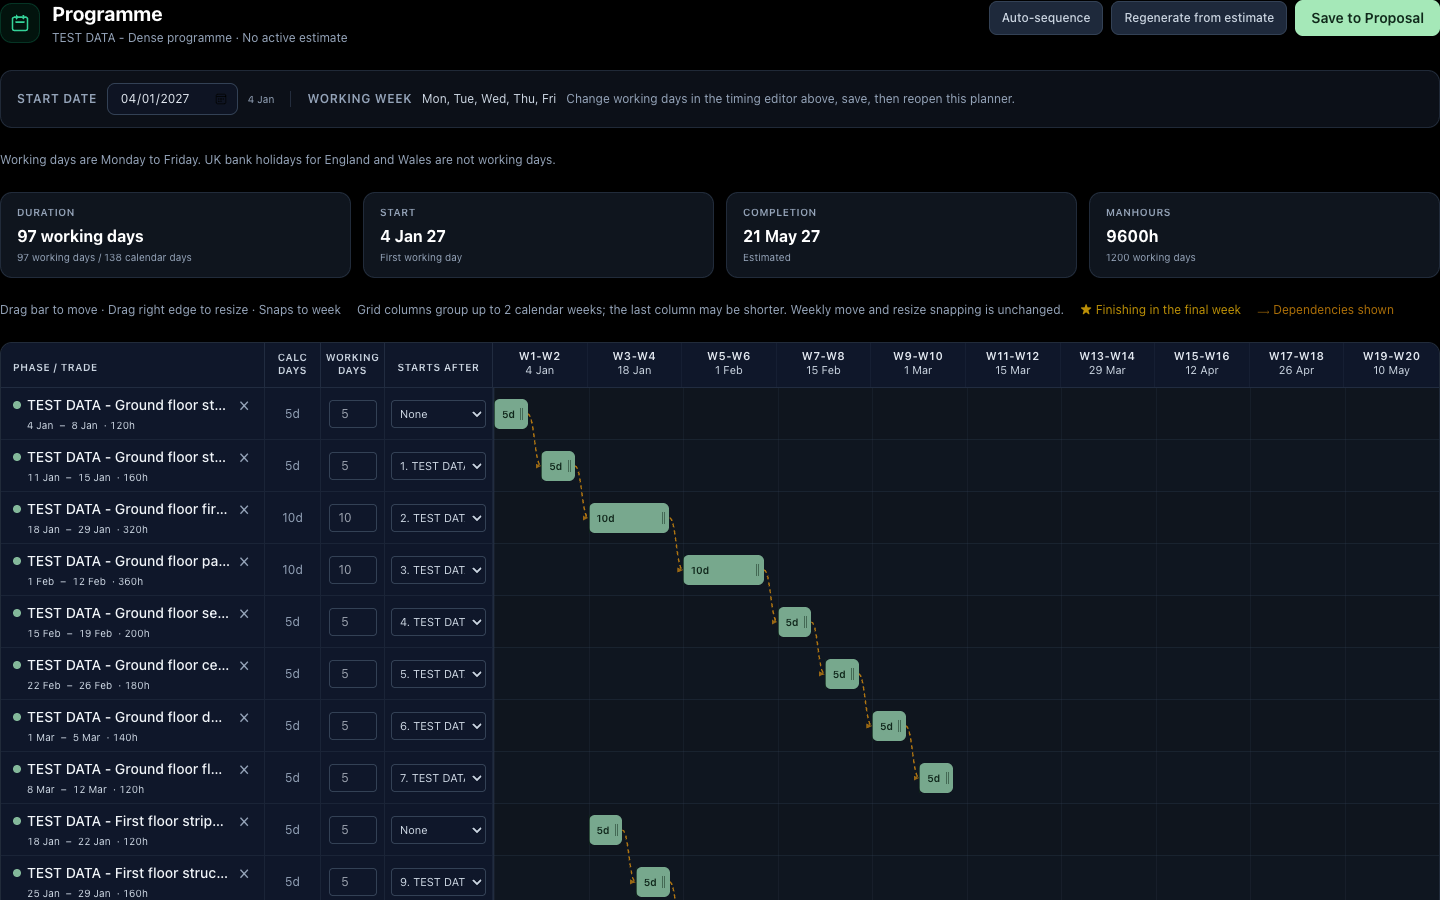 Programme
TEST DATA - Dense programme · No active estimate
Auto-sequence
Regenerate from estimate
Save to Proposal
START DATE 04/01/2027 4 Jan WORKING WEEK Mon, Tue, Wed, Thu, Fri Change working days in the timing editor above, save, then reopen this planner.
Working days are Monday to Friday. UK bank holidays for England and Wales are not working days.
DURATION
97 working days
97 working days / 138 calendar days
START
4 Jan 27
First working day
COMPLETION
21 May 27
Estimated
MANHOURS
9600h
1200 working days
Drag bar to move · Drag right edge to resize · Snaps to week Grid columns group up to 2 calendar weeks; the last column may be shorter. Weekly move and resize snapping is unchanged. ★ Finishing in the final week Dependencies shown
PHASE / TRADE
CALC DAYS
WORKING DAYS
STARTS AFTER
W1-W2
4 Jan
W3-W4
18 Jan
W5-W6
1 Feb
W7-W8
15 Feb
W9-W10
1 Mar
W11-W12
15 Mar
W13-W14
29 Mar
W15-W16
12 Apr
W17-W18
26 Apr
W19-W20
10 May
TEST DATA - Ground floor st... ×
4 Jan – 8 Jan · 120h
5d 5 None 5d
TEST DATA - Ground floor st... ×
11 Jan – 15 Jan · 160h
5d 5 1. TEST DATA 5d
TEST DATA - Ground floor fir... ×
18 Jan – 29 Jan · 320h
10d 10 2. TEST DAT 10d
TEST DATA - Ground floor pa... ×
1 Feb – 12 Feb · 360h
10d 10 3. TEST DAT 10d
TEST DATA - Ground floor se... ×
15 Feb – 19 Feb · 200h
5d 5 4. TEST DAT 5d
TEST DATA - Ground floor ce... ×
22 Feb – 26 Feb · 180h
5d 5 5. TEST DAT 5d
TEST DATA - Ground floor d... ×
1 Mar – 5 Mar · 140h
5d 5 6. TEST DAT 5d
TEST DATA - Ground floor fl... ×
8 Mar – 12 Mar · 120h
5d 5 7. TEST DATA 5d
TEST DATA - First floor strip... ×
18 Jan – 22 Jan · 120h
5d 5 None 5d
TEST DATA - First floor struc... ×
25 Jan – 29 Jan · 160h
5d 5 9. TEST DAT 5d